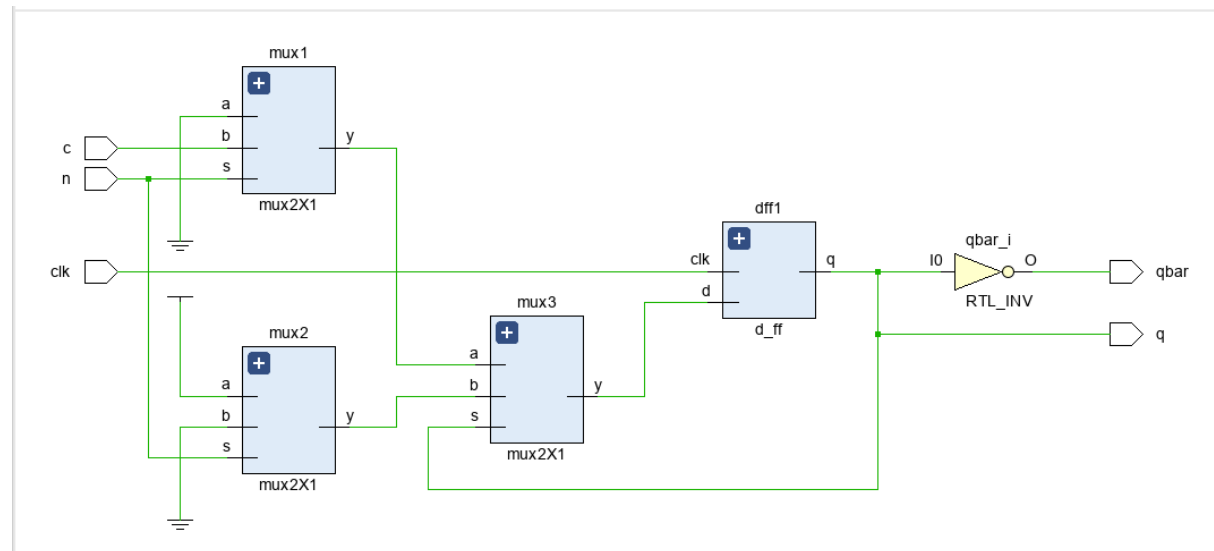 mux1
a
b
s
y
mux2X1
c
n
clk
mux2
a
b
s
y
mux2X1
mux3
a
b
s
y
mux2X1
dff1
clk
d
q
d_ff
qbar_i
I0
O
RTL_INV
qbar
q